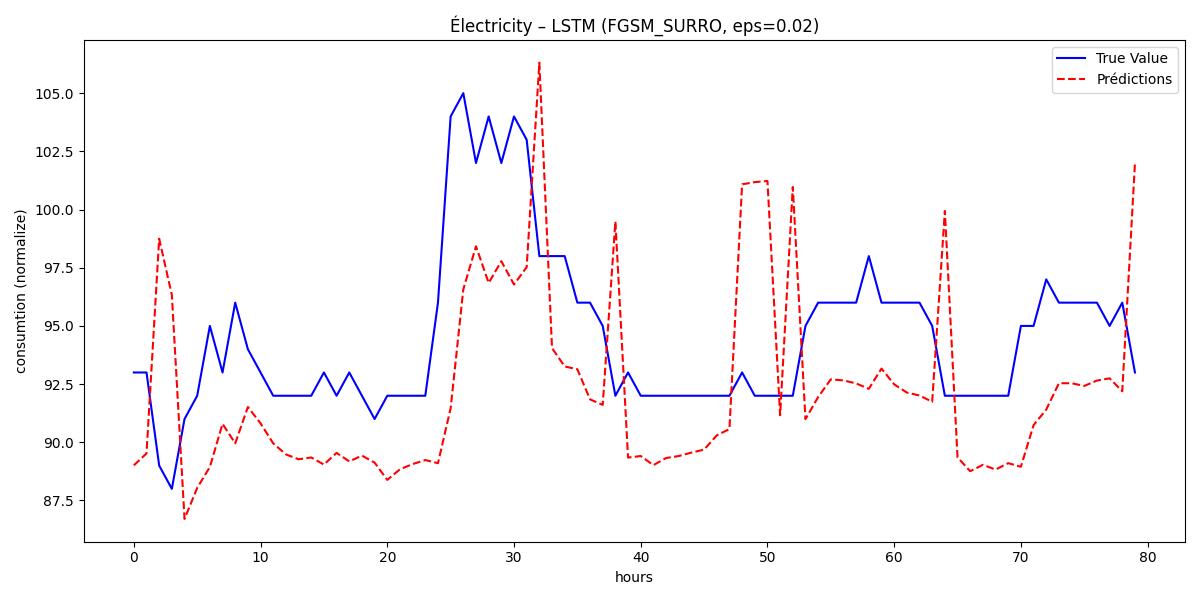 Électricity – LSTM (FGSM_SURRO, eps=0.02)
True Value
Prédictions
consumtion (normalize)
105.0
102.5
100.0
97.5
95.0
92.5
90.0
87.5
0 10 20 30 40 50 60 70 80
hours